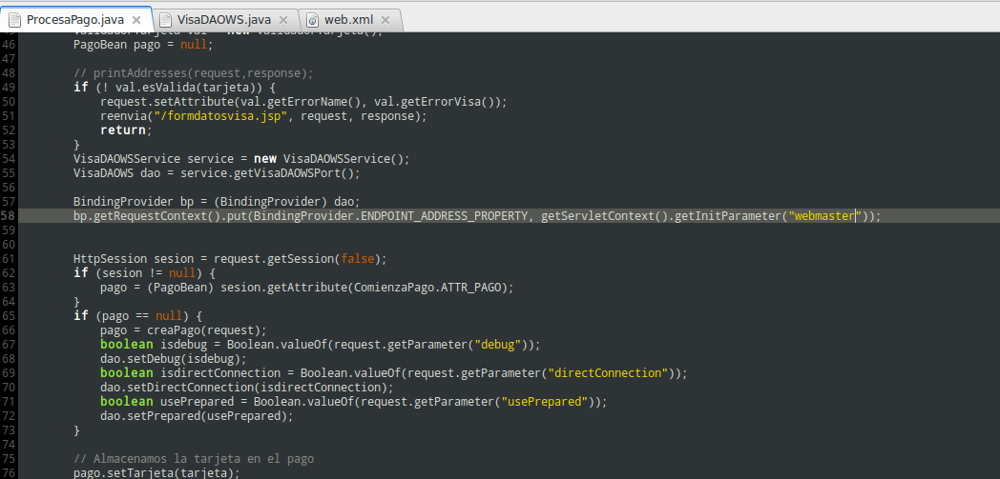 ProcesaPago.java VisaDAOWS.java web.xml
45 ValidadorTarjeta val = new ValidadorTarjeta();
46 PagoBean pago = null;
47
48 // printAddresses(request,response);
49 if (! val.esValida(tarjeta)) {
50 request.setAttribute(val.getErrorName(), val.getErrorVisa());
51 reenvia("/formdatosvisa.jsp", request, response);
52 return;
53 }
54 VisaDAOWSService service = new VisaDAOWSService();
55 VisaDAOWS dao = service.getVisaDAOWSPort();
56
57 BindingProvider bp = (BindingProvider) dao;
58 bp.getRequestContext().put(BindingProvider.ENDPOINT_ADDRESS_PROPERTY, getServletContext().getInitParameter("webmaster"));
59
60
61 HttpSession sesion = request.getSession(false);
62 if (sesion != null) {
63 pago = (PagoBean) sesion.getAttribute(ComienzaPago.ATTR_PAGO);
64 }
65 if (pago == null) {
66 pago = creaPago(request);
67 boolean isdebug = Boolean.valueOf(request.getParameter("debug"));
68 dao.setDebug(isdebug);
69 boolean isdirectConnection = Boolean.valueOf(request.getParameter("directConnection"));
70 dao.setDirectConnection(isdirectConnection);
71 boolean usePrepared = Boolean.valueOf(request.getParameter("usePrepared"));
72 dao.setPrepared(usePrepared);
73 }
74
75 // Almacenamos la tarjeta en el pago
76 pago.setTarjeta(tarjeta);